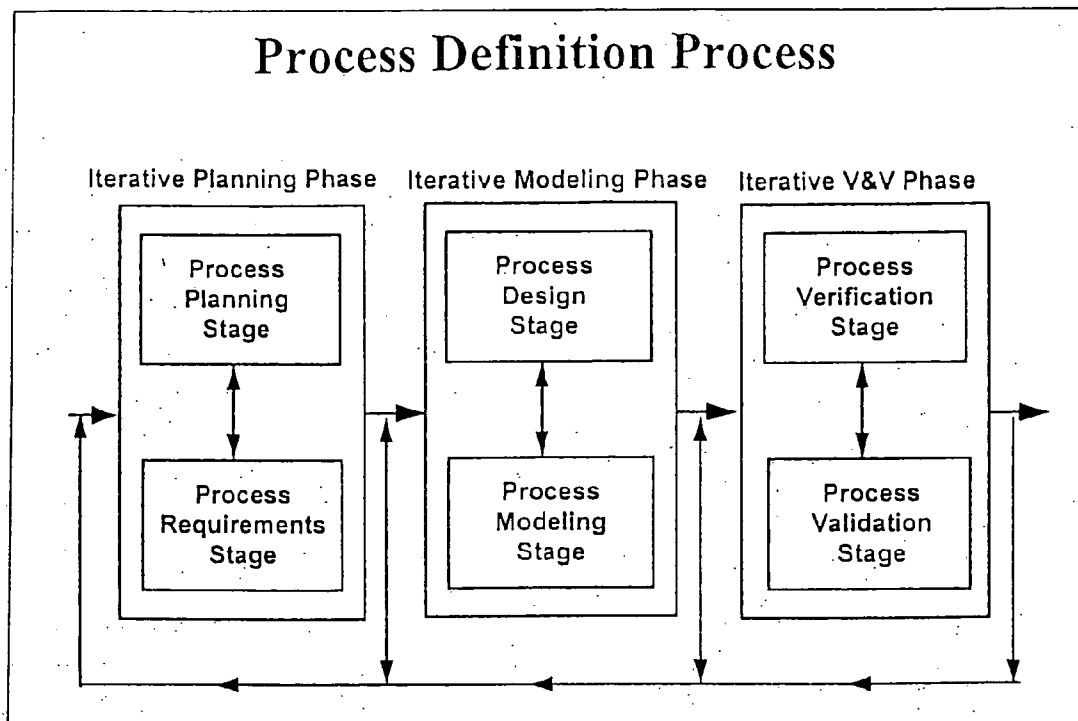 Process Definition Process
Iterative Planning Phase
Process
Planning
Stage
Process
Requirements
Stage
Iterative Modeling Phase
Process
Design
Stage
Process
Modeling
Stage
Iterative V&V Phase
Process
Verification
Stage
Process
Validation
Stage